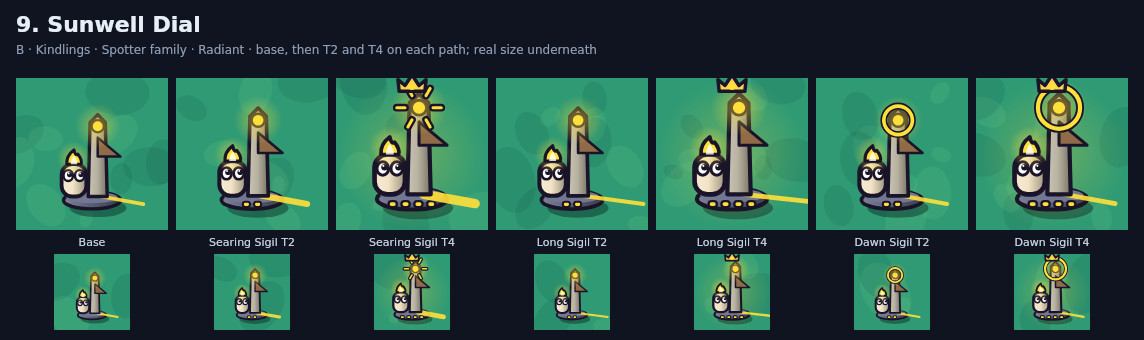 9. Sunwell Dial
B · Kindlings · Spotter family · Radiant · base, then T2 and T4 on each path; real size underneath
Base
Searing Sigil T2
Searing Sigil T4
Long Sigil T2
Long Sigil T4
Dawn Sigil T2
Dawn Sigil T4